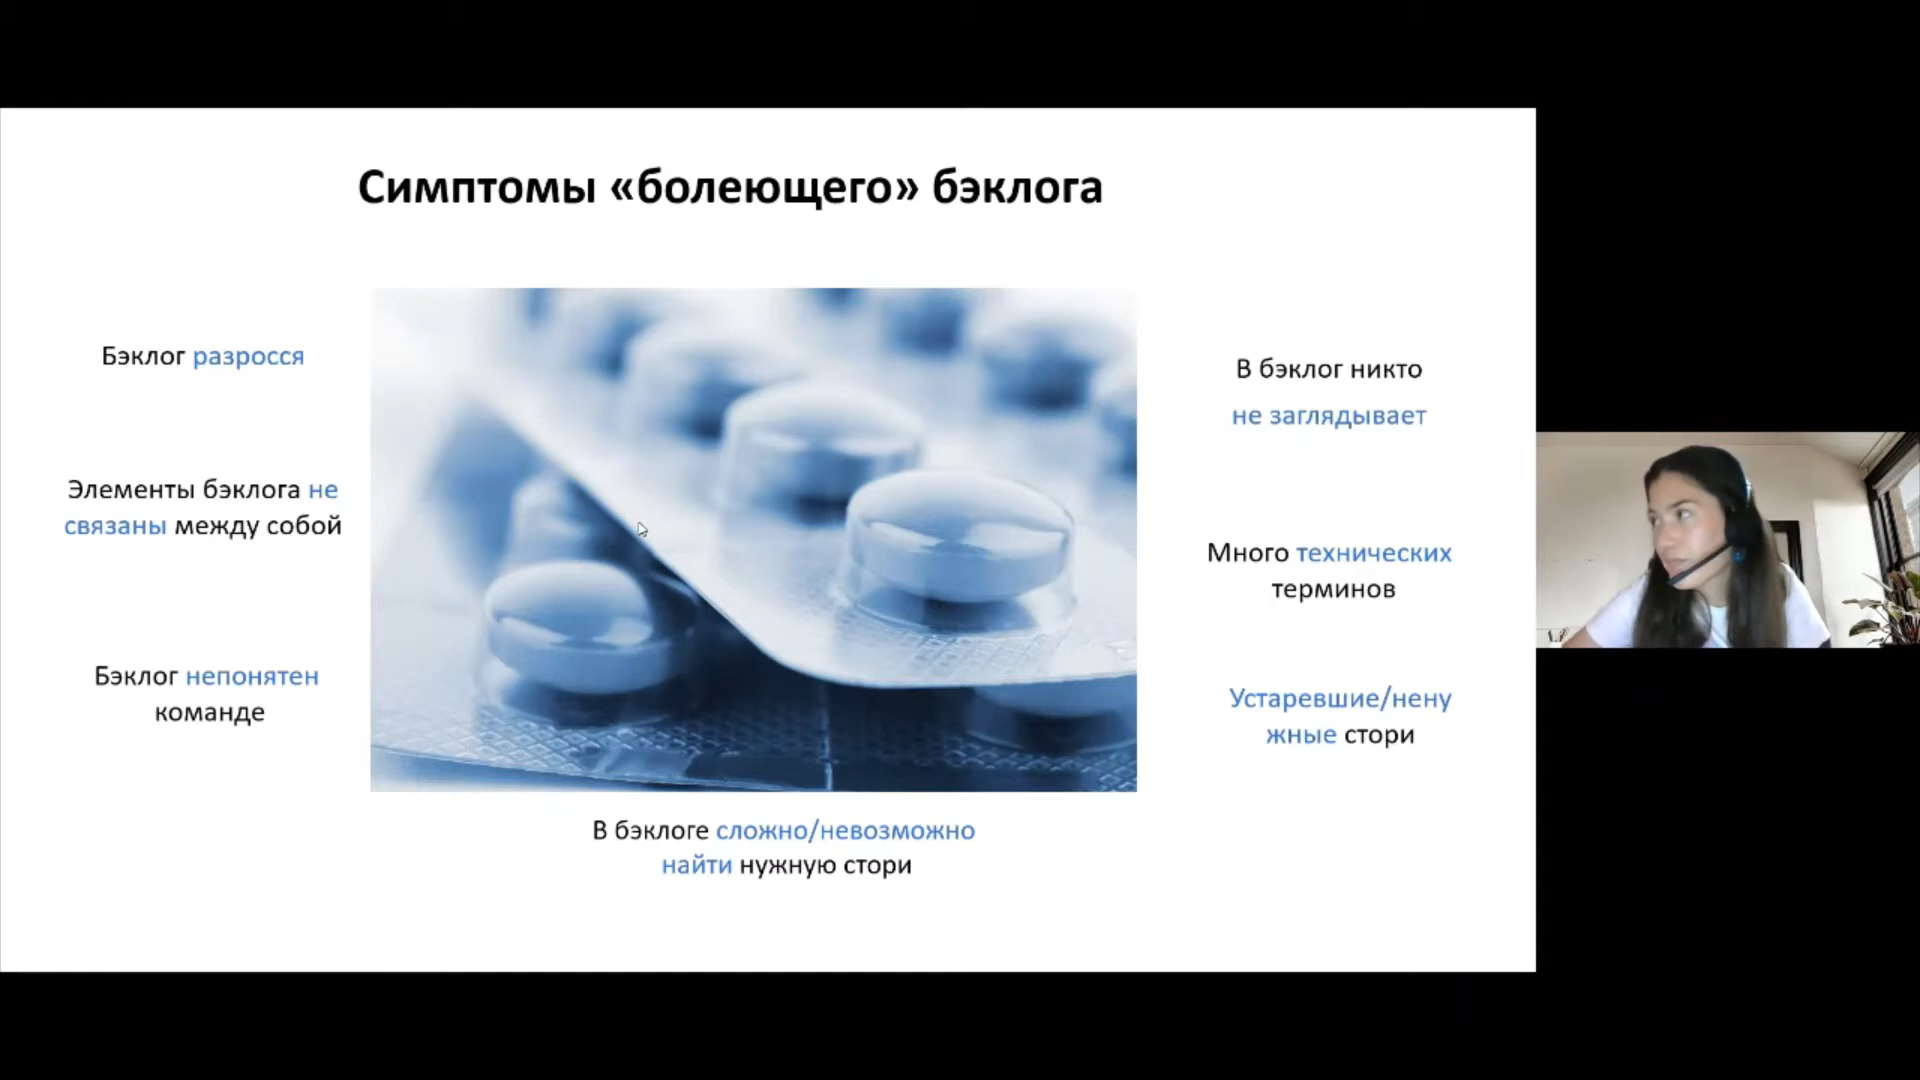 Симптомы «болеющего» бэклога
Бэклог разросся
Элементы бэклога не
связаны между собой
Бэклог непонятен
команде
В бэклог никто
не заглядывает
Много технических
терминов
Устаревшие/нену
жные стори
В бэклоге сложно/невозможно
найти нужную стори